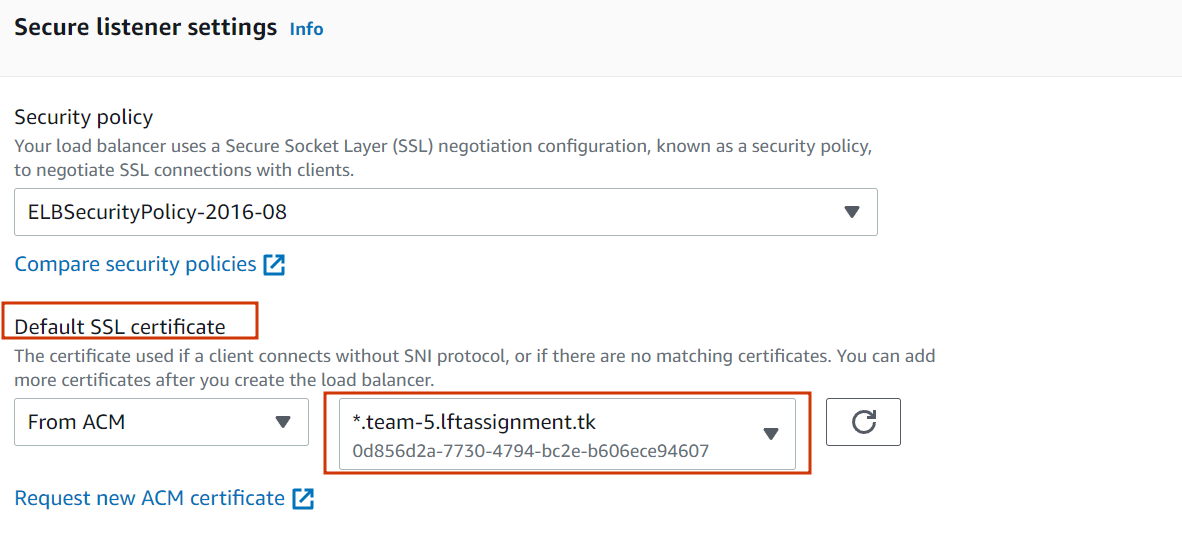 Secure listener settings Info
Security policy
Your load balancer uses a Secure Socket Layer (SSL) negotiation configuration, known as a security policy,
to negotiate SSL connections with clients.
ELBSecurityPolicy-2016-08
Compare security policies
Default SSL certificate
The certificate used if a client connects without SNI protocol, or if there are no matching certificates. You can add
more certificates after you create the load balancer.
From ACM
*.team-5.lftassignment.tk
0d856d2a-7730-4794-bc2e-b606ece94607
Request new ACM certificate